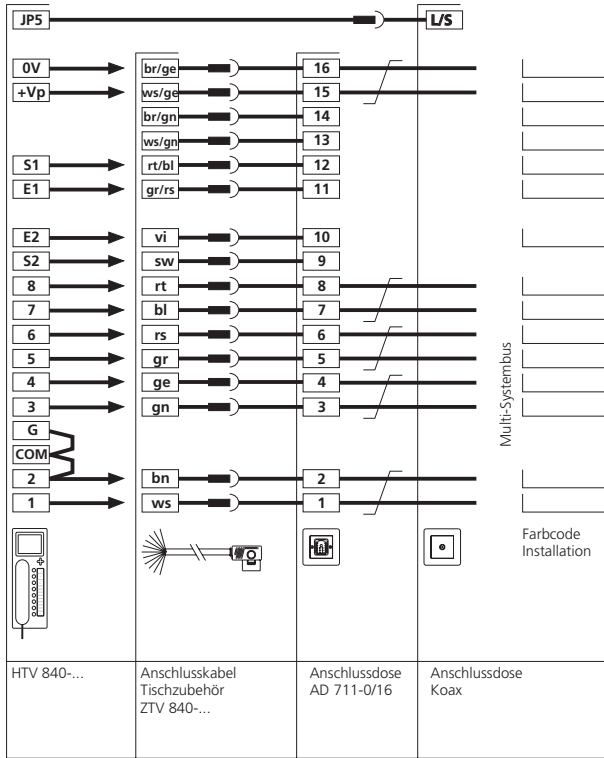 JP5 L/S
0V br/ge 16
+Vp ws/ge 15
br/gn 14
ws/gn 13
S1 rt/bl 12
E1 gr/rs 11
E2 vi 10
S2 sw 9
8 rt 8
7 bl 7
6 rs 6
5 gr 5
4 ge 4
3 gn 3
G
COM
2 bn 2
1 ws 1
Multi-Systembus
Farbcode
Installation
HTV 840-...
Anschlusskabel
Tischzubehör
ZTV 840-...
Anschlussdose
AD 711-0/16
Anschlussdose
Koax